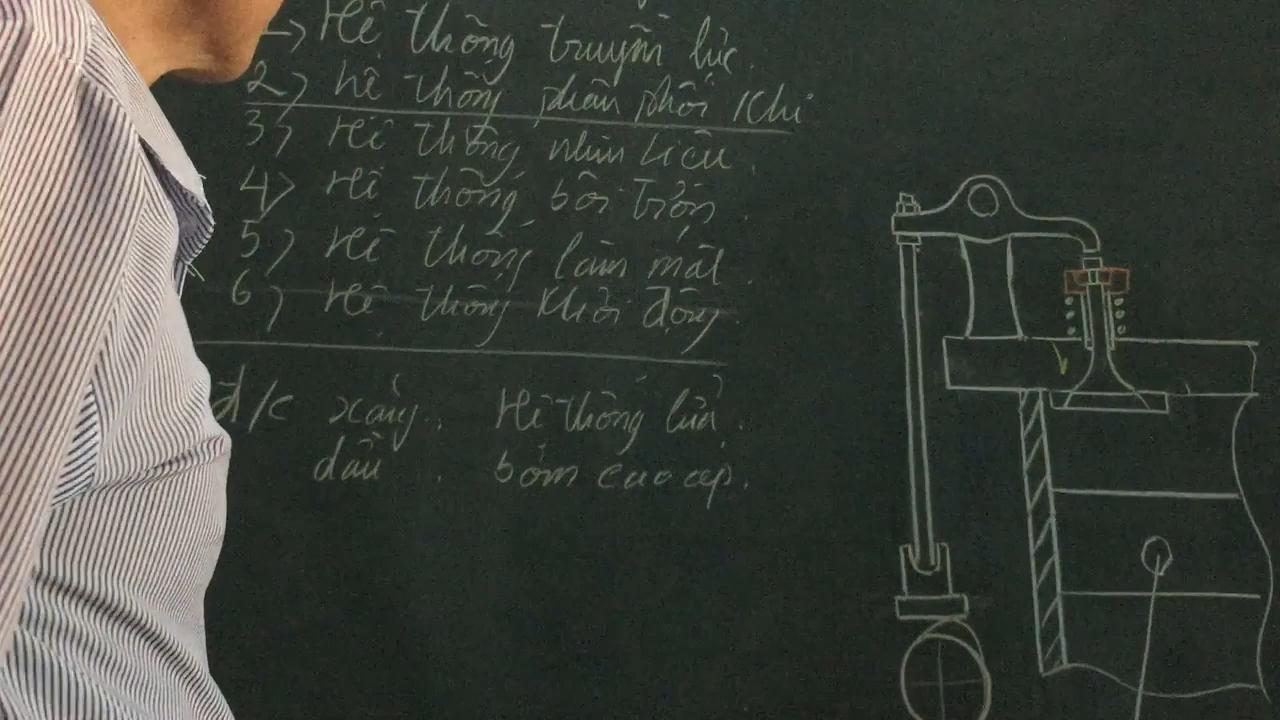 1) Hệ thống truyền lực.
2) hệ thống phân phối khí
3) Hệ thống nhiên liệu.
4) Hệ thống bôi trơn.
5) Hệ thống làm mát.
6) Hệ thống khởi động.
đ/c xăng. Hệ thống lửa.
dầu. bơm cao áp.